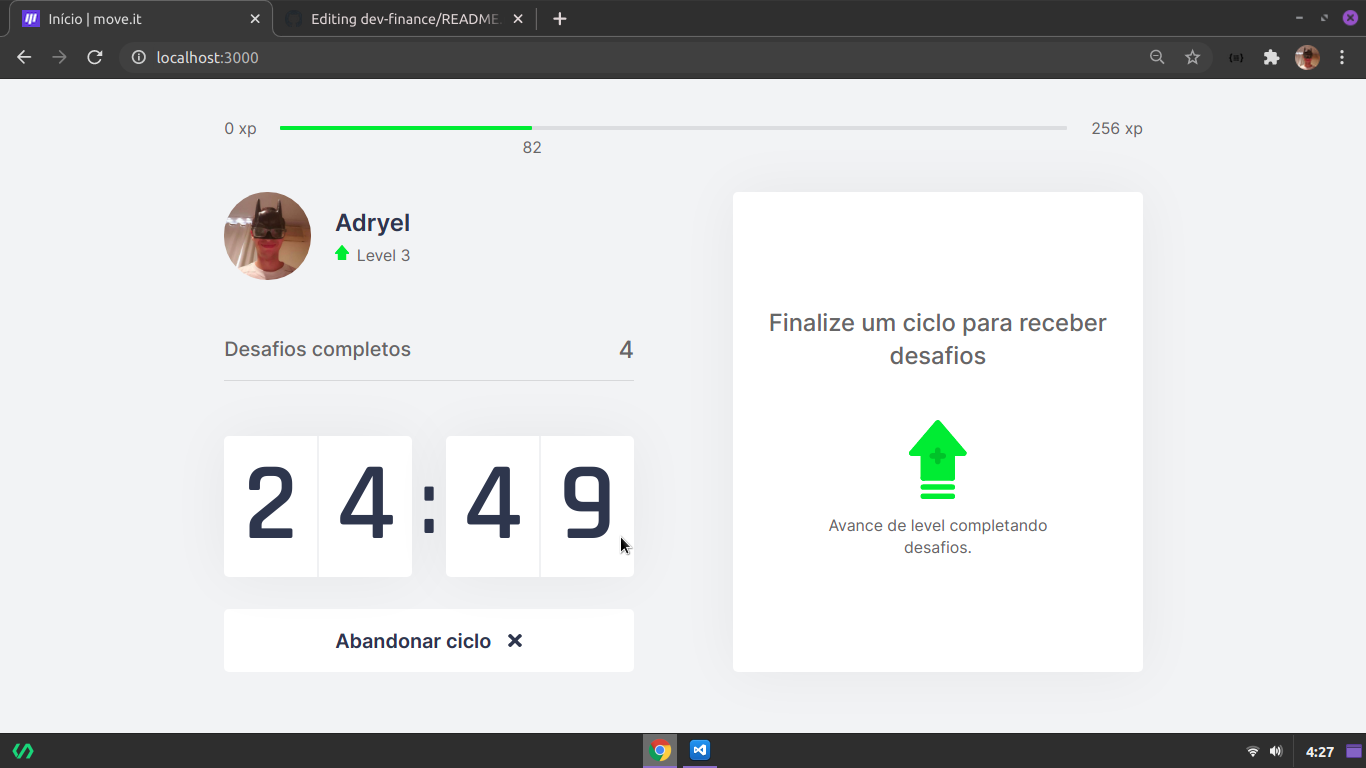 Início | move.it
Editing dev-finance/README
localhost:3000
0 xp
256 xp
82
Adryel
Level 3
Desafios completos
4
24:49
Abandonar ciclo
Finalize um ciclo para receber
desafios
Avance de level completando
desafios.
4:27